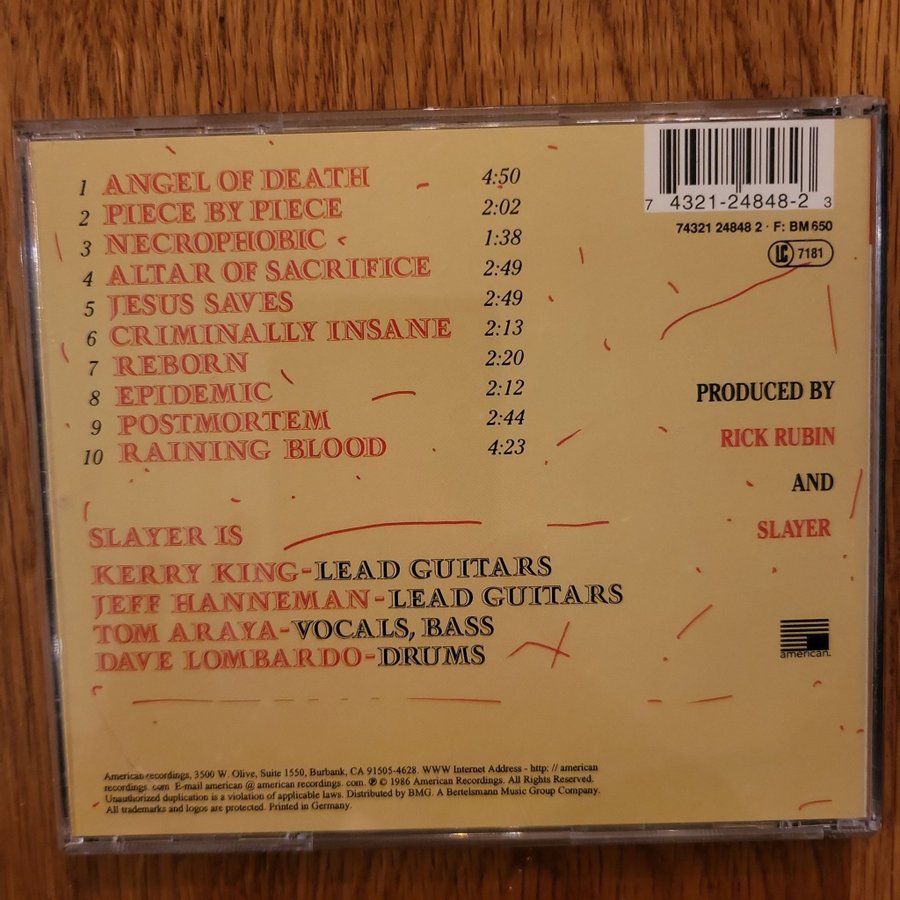 1 ANGEL OF DEATH 4:50
2 PIECE BY PIECE 2:02
3 NECROPHOBIC 1:38
4 ALTAR OF SACRIFICE 2:49
5 JESUS SAVES 2:49
6 CRIMINALLY INSANE 2:13
7 REBORN 2:20
8 EPIDEMIC 2:12
9 POSTMORTEM 2:44
10 RAINING BLOOD 4:23
SLAYER IS
KERRY KING-LEAD GUITARS
JEFF HANNEMAN-LEAD GUITARS
TOM ARAYA-VOCALS, BASS
DAVE LOMBARDO-DRUMS
7 4321-24848-2 3
74321 24848 2 · F: BM 650
LC 7181
PRODUCED BY
RICK RUBIN
AND
SLAYER
american
American recordings, 3500 W. Olive, Suite 1550, Burbank, CA 91505-4628. WWW Internet Address - http: // american
recordings. com E-mail american @ american recordings. com. ℗ © 1986 American Recordings. All Rights Reserved.
Unauthorized duplication is a violation of applicable laws. Distributed by BMG. A Bertelsmann Music Group Company.
All trademarks and logos are protected. Printed in Germany.